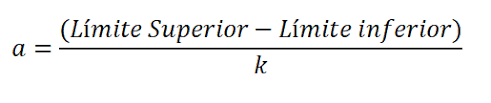 a = (Límite Superior − Límite inferior) / k